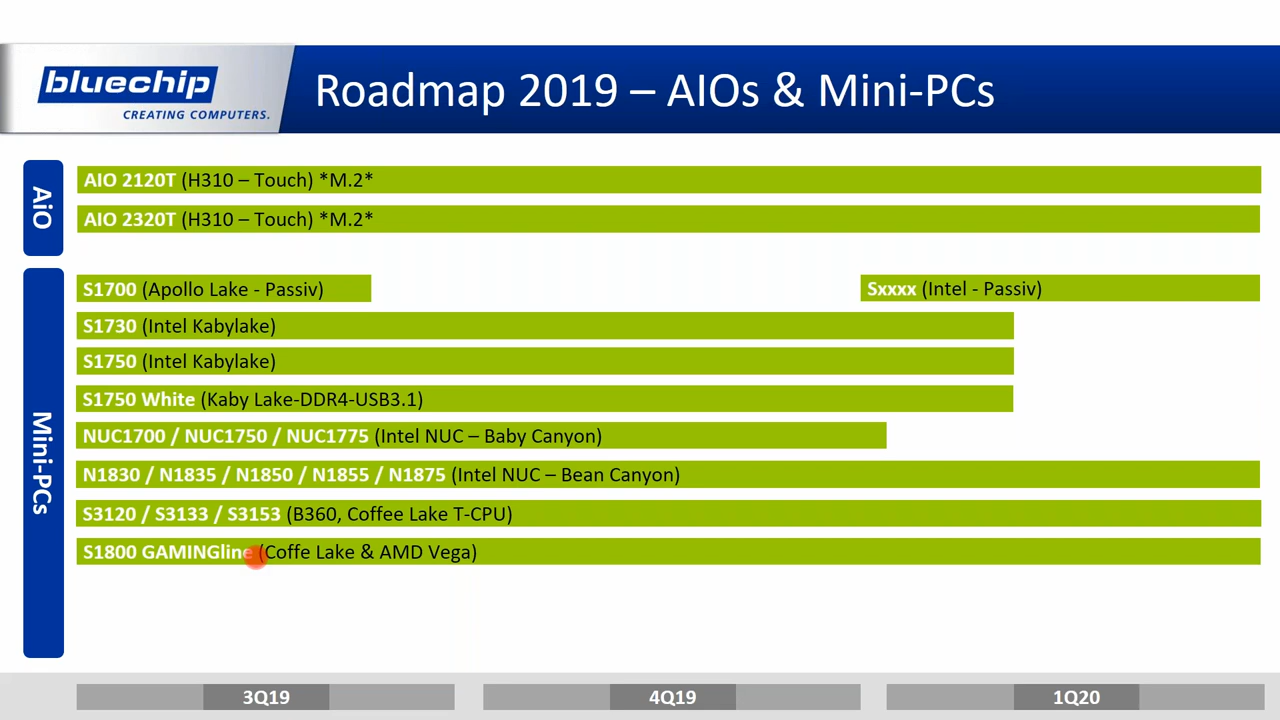 bluechip
CREATING COMPUTERS.
Roadmap 2019 – AIOs & Mini-PCs
AiO
AIO 2120T (H310 – Touch) *M.2*
AIO 2320T (H310 – Touch) *M.2*
Mini-PCs
S1700 (Apollo Lake - Passiv)
Sxxxx (Intel - Passiv)
S1730 (Intel Kabylake)
S1750 (Intel Kabylake)
S1750 White (Kaby Lake-DDR4-USB3.1)
NUC1700 / NUC1750 / NUC1775 (Intel NUC – Baby Canyon)
N1830 / N1835 / N1850 / N1855 / N1875 (Intel NUC – Bean Canyon)
S3120 / S3133 / S3153 (B360, Coffee Lake T-CPU)
S1800 GAMINGline (Coffe Lake & AMD Vega)
3Q19
4Q19
1Q20